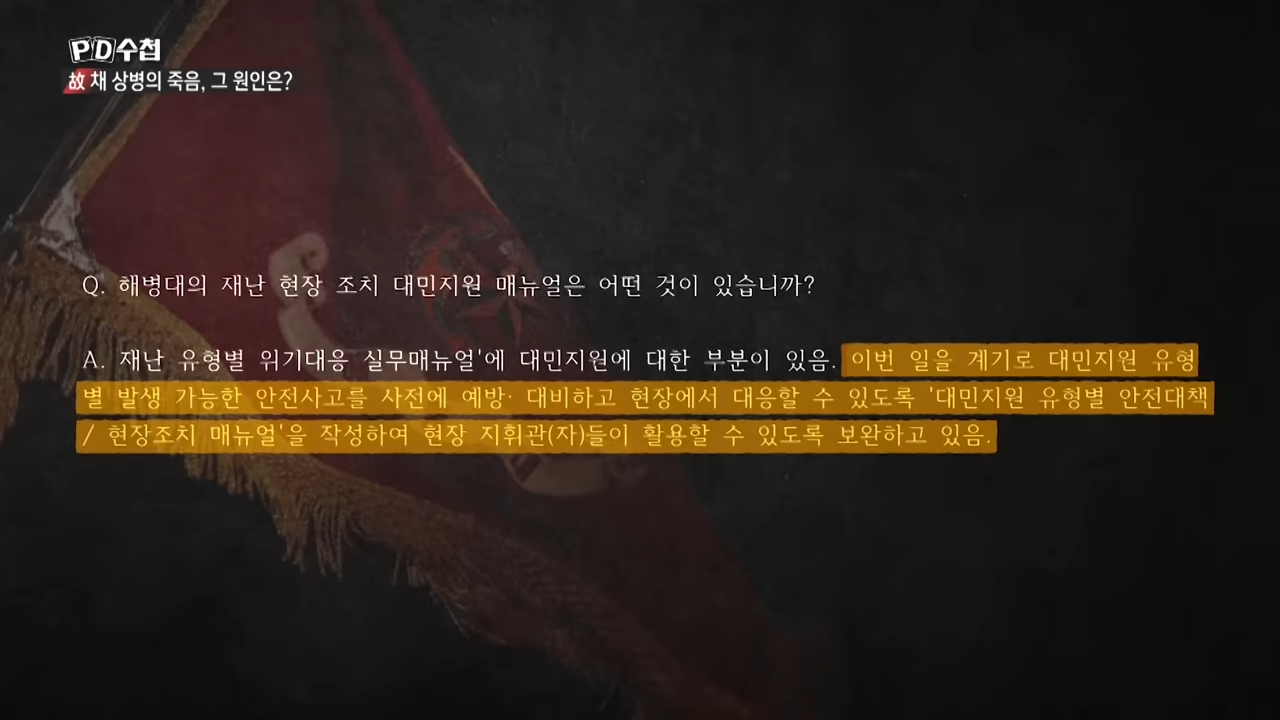 PD수첩
故 채 상병의 죽음, 그 원인은?
Q. 해병대의 재난 현장 조치 대민지원 매뉴얼은 어떤 것이 있습니까?
A. 재난 유형별 위기대응 실무매뉴얼'에 대민지원에 대한 부분이 있음. 이번 일을 계기로 대민지원 유형
별 발생 가능한 안전사고를 사전에 예방· 대비하고 현장에서 대응할 수 있도록 '대민지원 유형별 안전대책
/ 현장조치 매뉴얼'을 작성하여 현장 지휘관(자)들이 활용할 수 있도록 보완하고 있음.